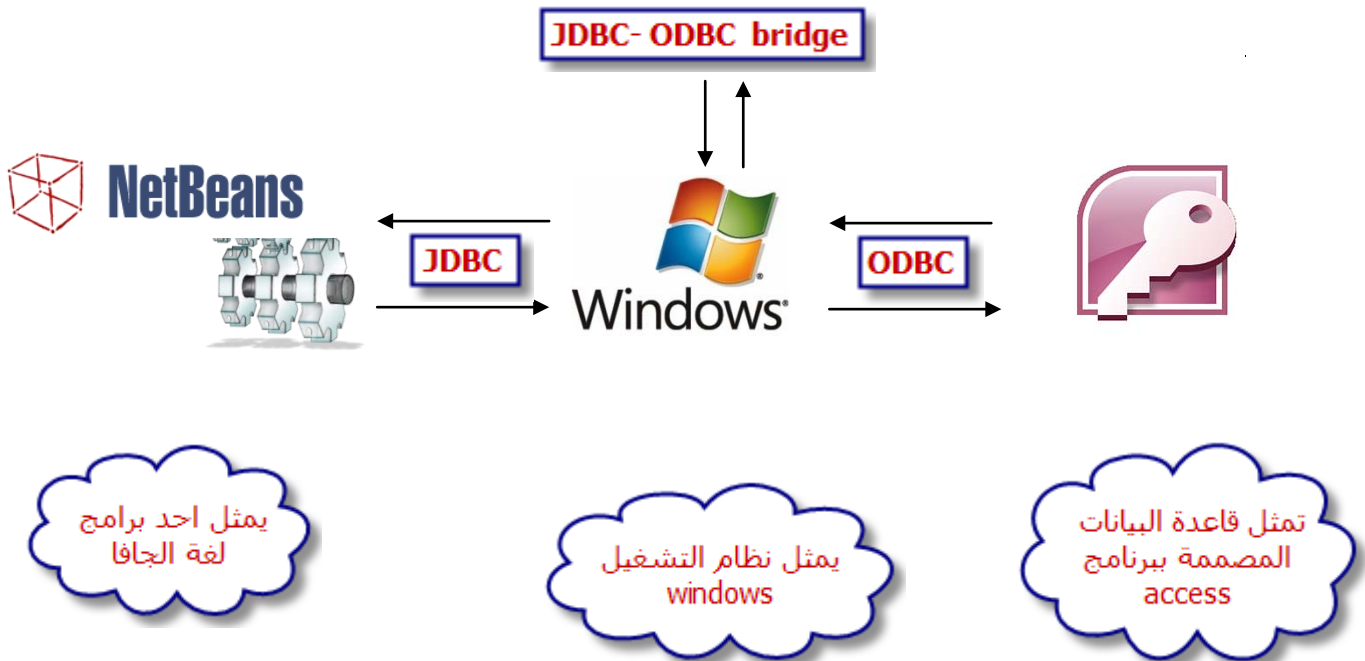 JDBC- ODBC bridge
NetBeans
JDBC
Windows®
ODBC
يمثل احد برامج
لغة الجافا
يمثل نظام التشغيل
windows
تمثل قاعدة البيانات
المصممة ببرنامج
access